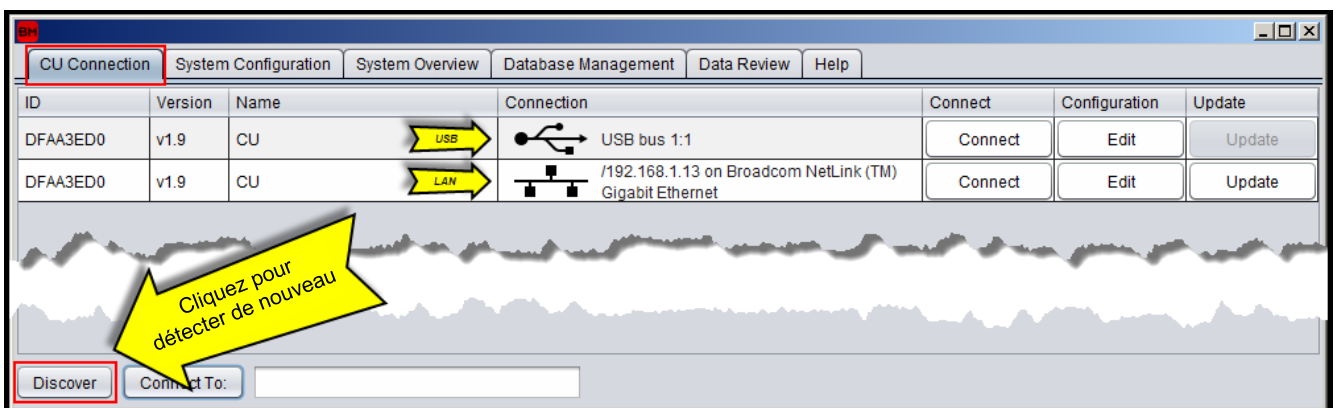 BM
CU Connection System Configuration System Overview Database Management Data Review Help
ID Version Name Connection Connect Configuration Update
DFAA3ED0 v1.9 CU USB USB bus 1:1 Connect Edit Update
DFAA3ED0 v1.9 CU LAN /192.168.1.13 on Broadcom NetLink (TM)
Gigabit Ethernet Connect Edit Update
Cliquez pour
détecter de nouveau
Discover Connect To: